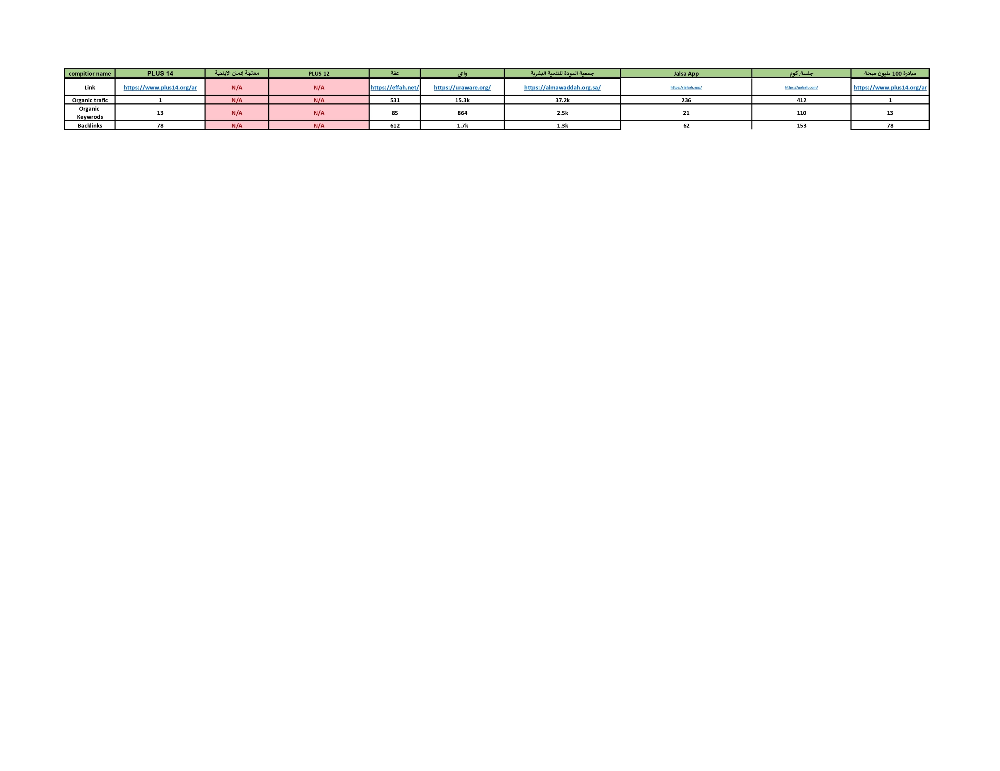 compitior name PLUS 14 معالجة إدمان الإباحية PLUS 12 عفة واعي جمعية المودة للتنمية البشرية Jalsa App جلسة.كوم مبادرة 100 مليون صحة
Link https://www.plus14.org/ar N/A N/A https://effah.net/ https://uraware.org/ https://almawaddah.org.sa/ https://jalsah.app/ https://galsah.com/ https://www.plus14.org/ar
Organic trafic 1 N/A N/A 531 15.3k 37.2k 236 412 1
Organic
Keywrods 13 N/A N/A 85 864 2.5k 21 110 13
Backlinks 78 N/A N/A 612 1.7k 1.3k 62 153 78